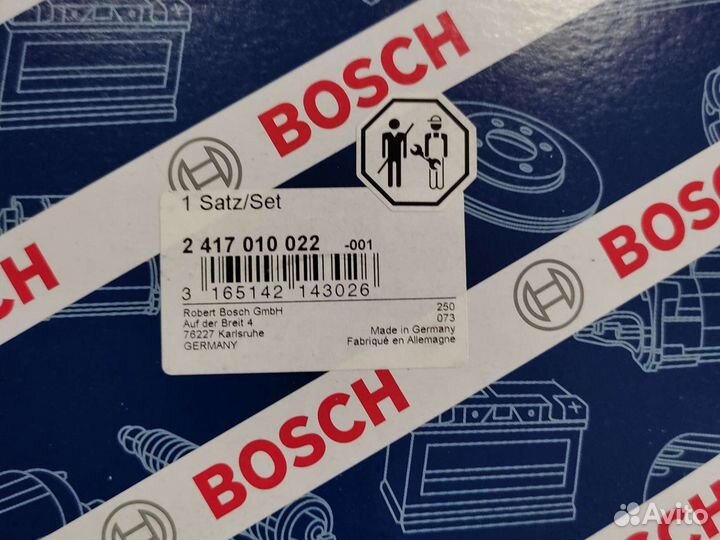 BOSCH
BOSCH
1 Satz/Set
2 417 010 022 -001
3 165142 143026
Robert Bosch GmbH
Auf der Breit 4
76227 Karlsruhe
GERMANY
250
073
Made in Germany
Fabriqué en Allemagne
BOSCH
BOSCH
Avito